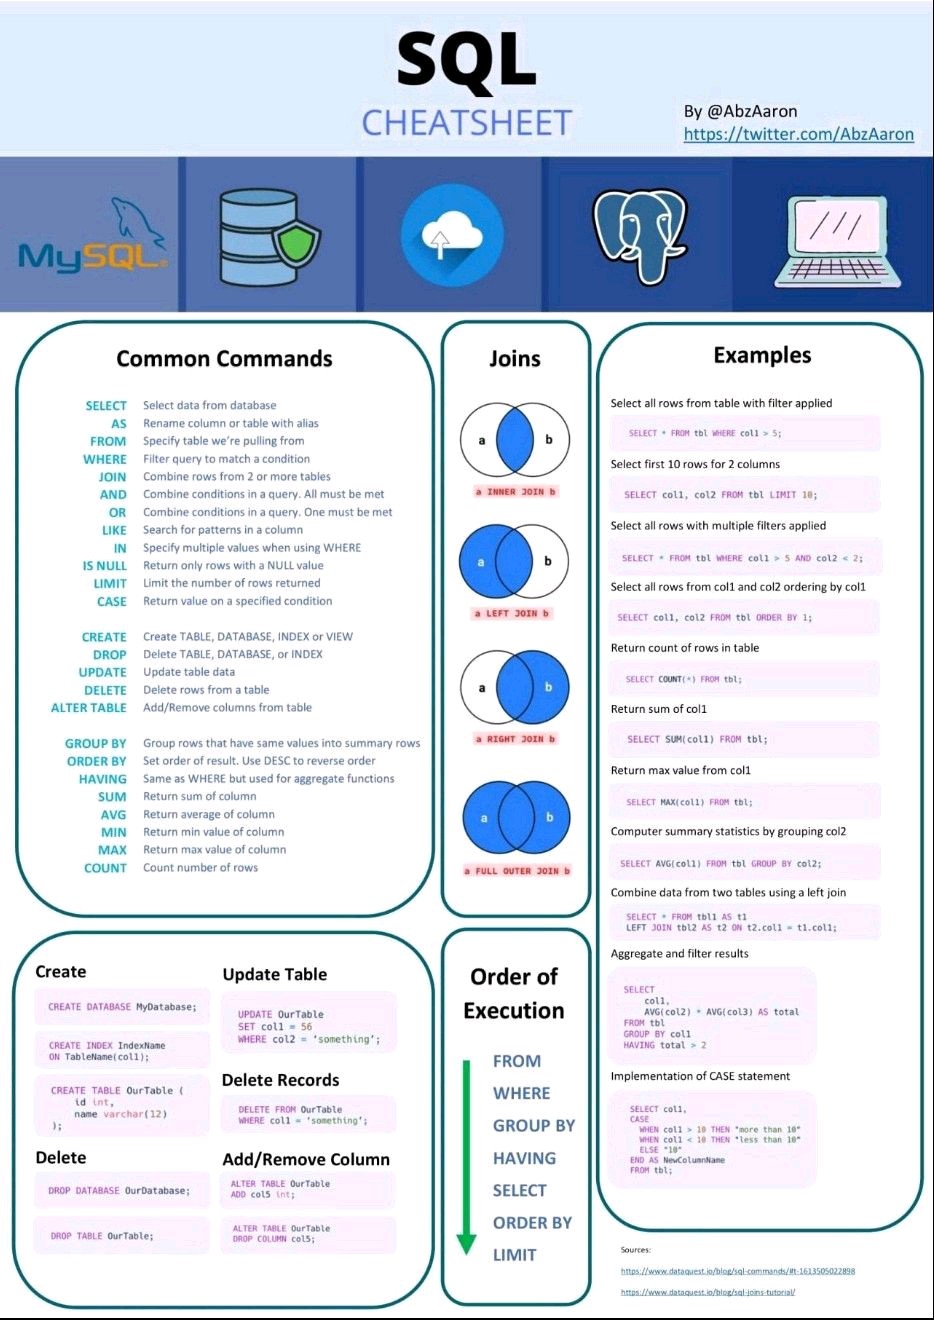 SQL
CHEATSHEET
By @AbzAaron
https://twitter.com/AbzAaron
MySQL
Common Commands
SELECT Select data from database
AS Rename column or table with alias
FROM Specify table we're pulling from
WHERE Filter query to match a condition
JOIN Combine rows from 2 or more tables
AND Combine conditions in a query. All must be met
OR Combine conditions in a query. One must be met
LIKE Search for patterns in a column
IN Specify multiple values when using WHERE
IS NULL Return only rows with a NULL value
LIMIT Limit the number of rows returned
CASE Return value on a specified condition
CREATE Create TABLE, DATABASE, INDEX or VIEW
DROP Delete TABLE, DATABASE, or INDEX
UPDATE Update table data
DELETE Delete rows from a table
ALTER TABLE Add/Remove columns from table
GROUP BY Group rows that have same values into summary rows
ORDER BY Set order of result. Use DESC to reverse order
HAVING Same as WHERE but used for aggregate functions
SUM Return sum of column
AVG Return average of column
MIN Return min value of column
MAX Return max value of column
COUNT Count number of rows
Joins
a b
a INNER JOIN b
a b
a LEFT JOIN b
a b
a RIGHT JOIN b
a b
a FULL OUTER JOIN b
Examples
Select all rows from table with filter applied
SELECT * FROM tbl WHERE col1 > 5;
Select first 10 rows for 2 columns
SELECT col1, col2 FROM tbl LIMIT 10;
Select all rows with multiple filters applied
SELECT * FROM tbl WHERE col1 > 5 AND col2 < 2;
Select all rows from col1 and col2 ordering by col1
SELECT col1, col2 FROM tbl ORDER BY 1;
Return count of rows in table
SELECT COUNT(*) FROM tbl;
Return sum of col1
SELECT SUM(col1) FROM tbl;
Return max value from col1
SELECT MAX(col1) FROM tbl;
Computer summary statistics by grouping col2
SELECT AVG(col1) FROM tbl GROUP BY col2;
Combine data from two tables using a left join
SELECT * FROM tbl1 AS t1
LEFT JOIN tbl2 AS t2 ON t2.col1 = t1.col1;
Aggregate and filter results
SELECT
col1,
AVG(col2) * AVG(col3) AS total
FROM tbl
GROUP BY col1
HAVING total > 2
Implementation of CASE statement
SELECT col1,
CASE
WHEN col1 > 10 THEN "more than 10"
WHEN col1 < 10 THEN "less than 10"
ELSE "10"
END AS NewColumnName
FROM tbl;
Create
CREATE DATABASE MyDatabase;
CREATE INDEX IndexName
ON TableName(col1);
CREATE TABLE OurTable (
id int,
name varchar(12)
);
Delete
DROP DATABASE OurDatabase;
DROP TABLE OurTable;
Update Table
UPDATE OurTable
SET col1 = 56
WHERE col2 = 'something';
Delete Records
DELETE FROM OurTable
WHERE col1 = 'something';
Add/Remove Column
ALTER TABLE OurTable
ADD col5 int;
ALTER TABLE OurTable
DROP COLUMN col5;
Order of
Execution
FROM
WHERE
GROUP BY
HAVING
SELECT
ORDER BY
LIMIT
Sources:
https://www.dataquest.io/blog/sql-commands/#t-1613505022898
https://www.dataquest.io/blog/sql-joins-tutorial/